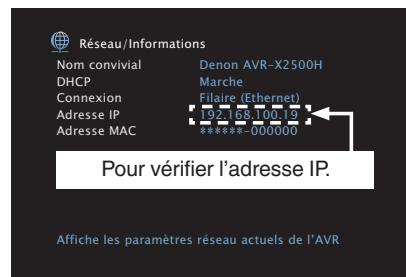 Réseau/Informations
Nom convivial Denon AVR-X2500H
DHCP Marche
Connexion Filaire (Ethernet)
Adresse IP 192.168.100.19
Adresse MAC ******-000000
Pour vérifier l’adresse IP.
Affiche les paramètres réseau actuels de l’AVR